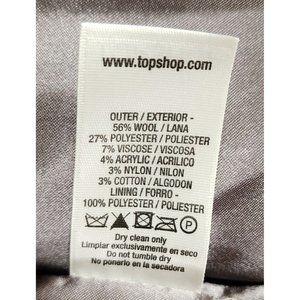 www.topshop.com
OUTER / EXTERIOR -
56% WOOL / LANA
27% POLYESTER / POLIESTER
7% VISCOSE / VISCOSA
4% ACRYLIC / ACRILICO
3% NYLON / NILON
3% COTTON / ALGODON
LINING / FORRO -
100% POLYESTER / POLIESTER
P
Dry clean only
Limpiar exclusivamente en seco
Do not tumble dry
No ponerlo en la secadora